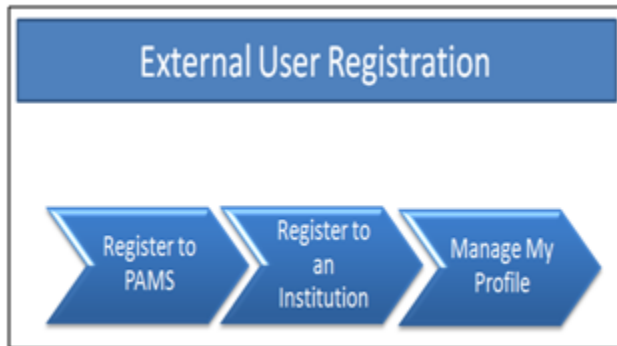 External User Registration
Register to
PAMS
Register to
an
Institution
Manage My
Profile